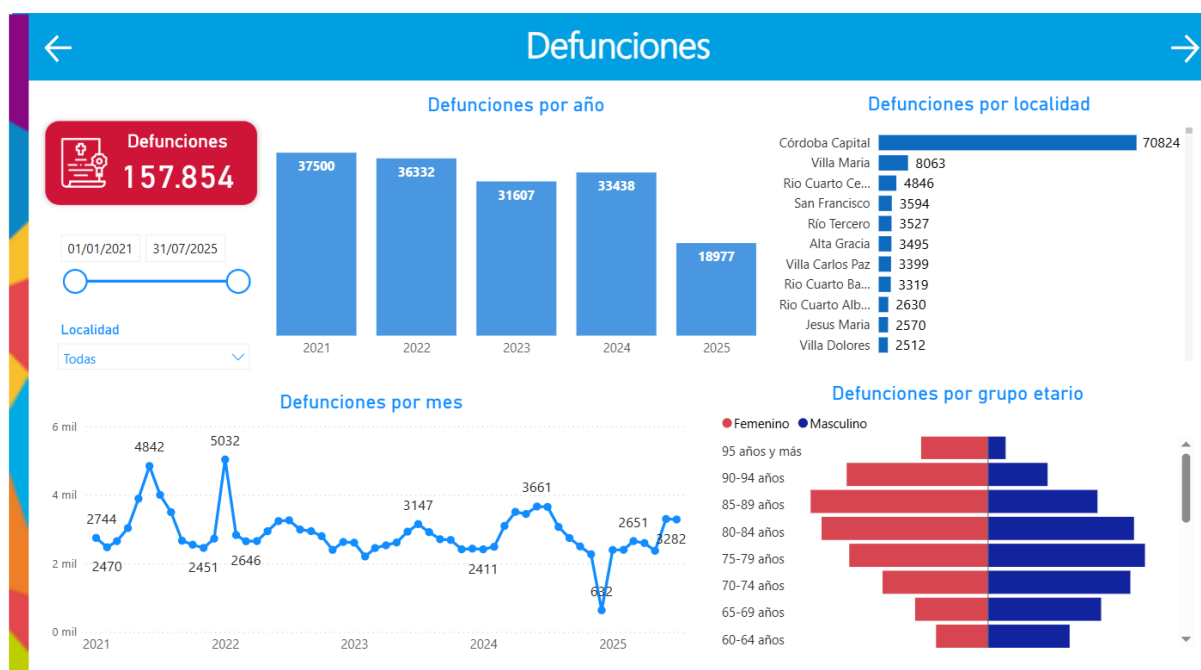 Defunciones
Defunciones
157.854
01/01/2021 31/07/2025
Localidad
Todas
Defunciones por año
37500
36332
31607
33438
18977
2021 2022 2023 2024 2025
Defunciones por localidad
Córdoba Capital 70824
Villa Maria 8063
Rio Cuarto Ce... 4846
San Francisco 3594
Río Tercero 3527
Alta Gracia 3495
Villa Carlos Paz 3399
Rio Cuarto Ba... 3319
Rio Cuarto Alb... 2630
Jesus Maria 2570
Villa Dolores 2512
Defunciones por mes
6 mil
4 mil
2 mil
0 mil
2744
2470
4842
2451
5032
2646
3147
2411
3661
632
2651
3282
2021 2022 2023 2024 2025
Defunciones por grupo etario
Femenino Masculino
95 años y más
90-94 años
85-89 años
80-84 años
75-79 años
70-74 años
65-69 años
60-64 años